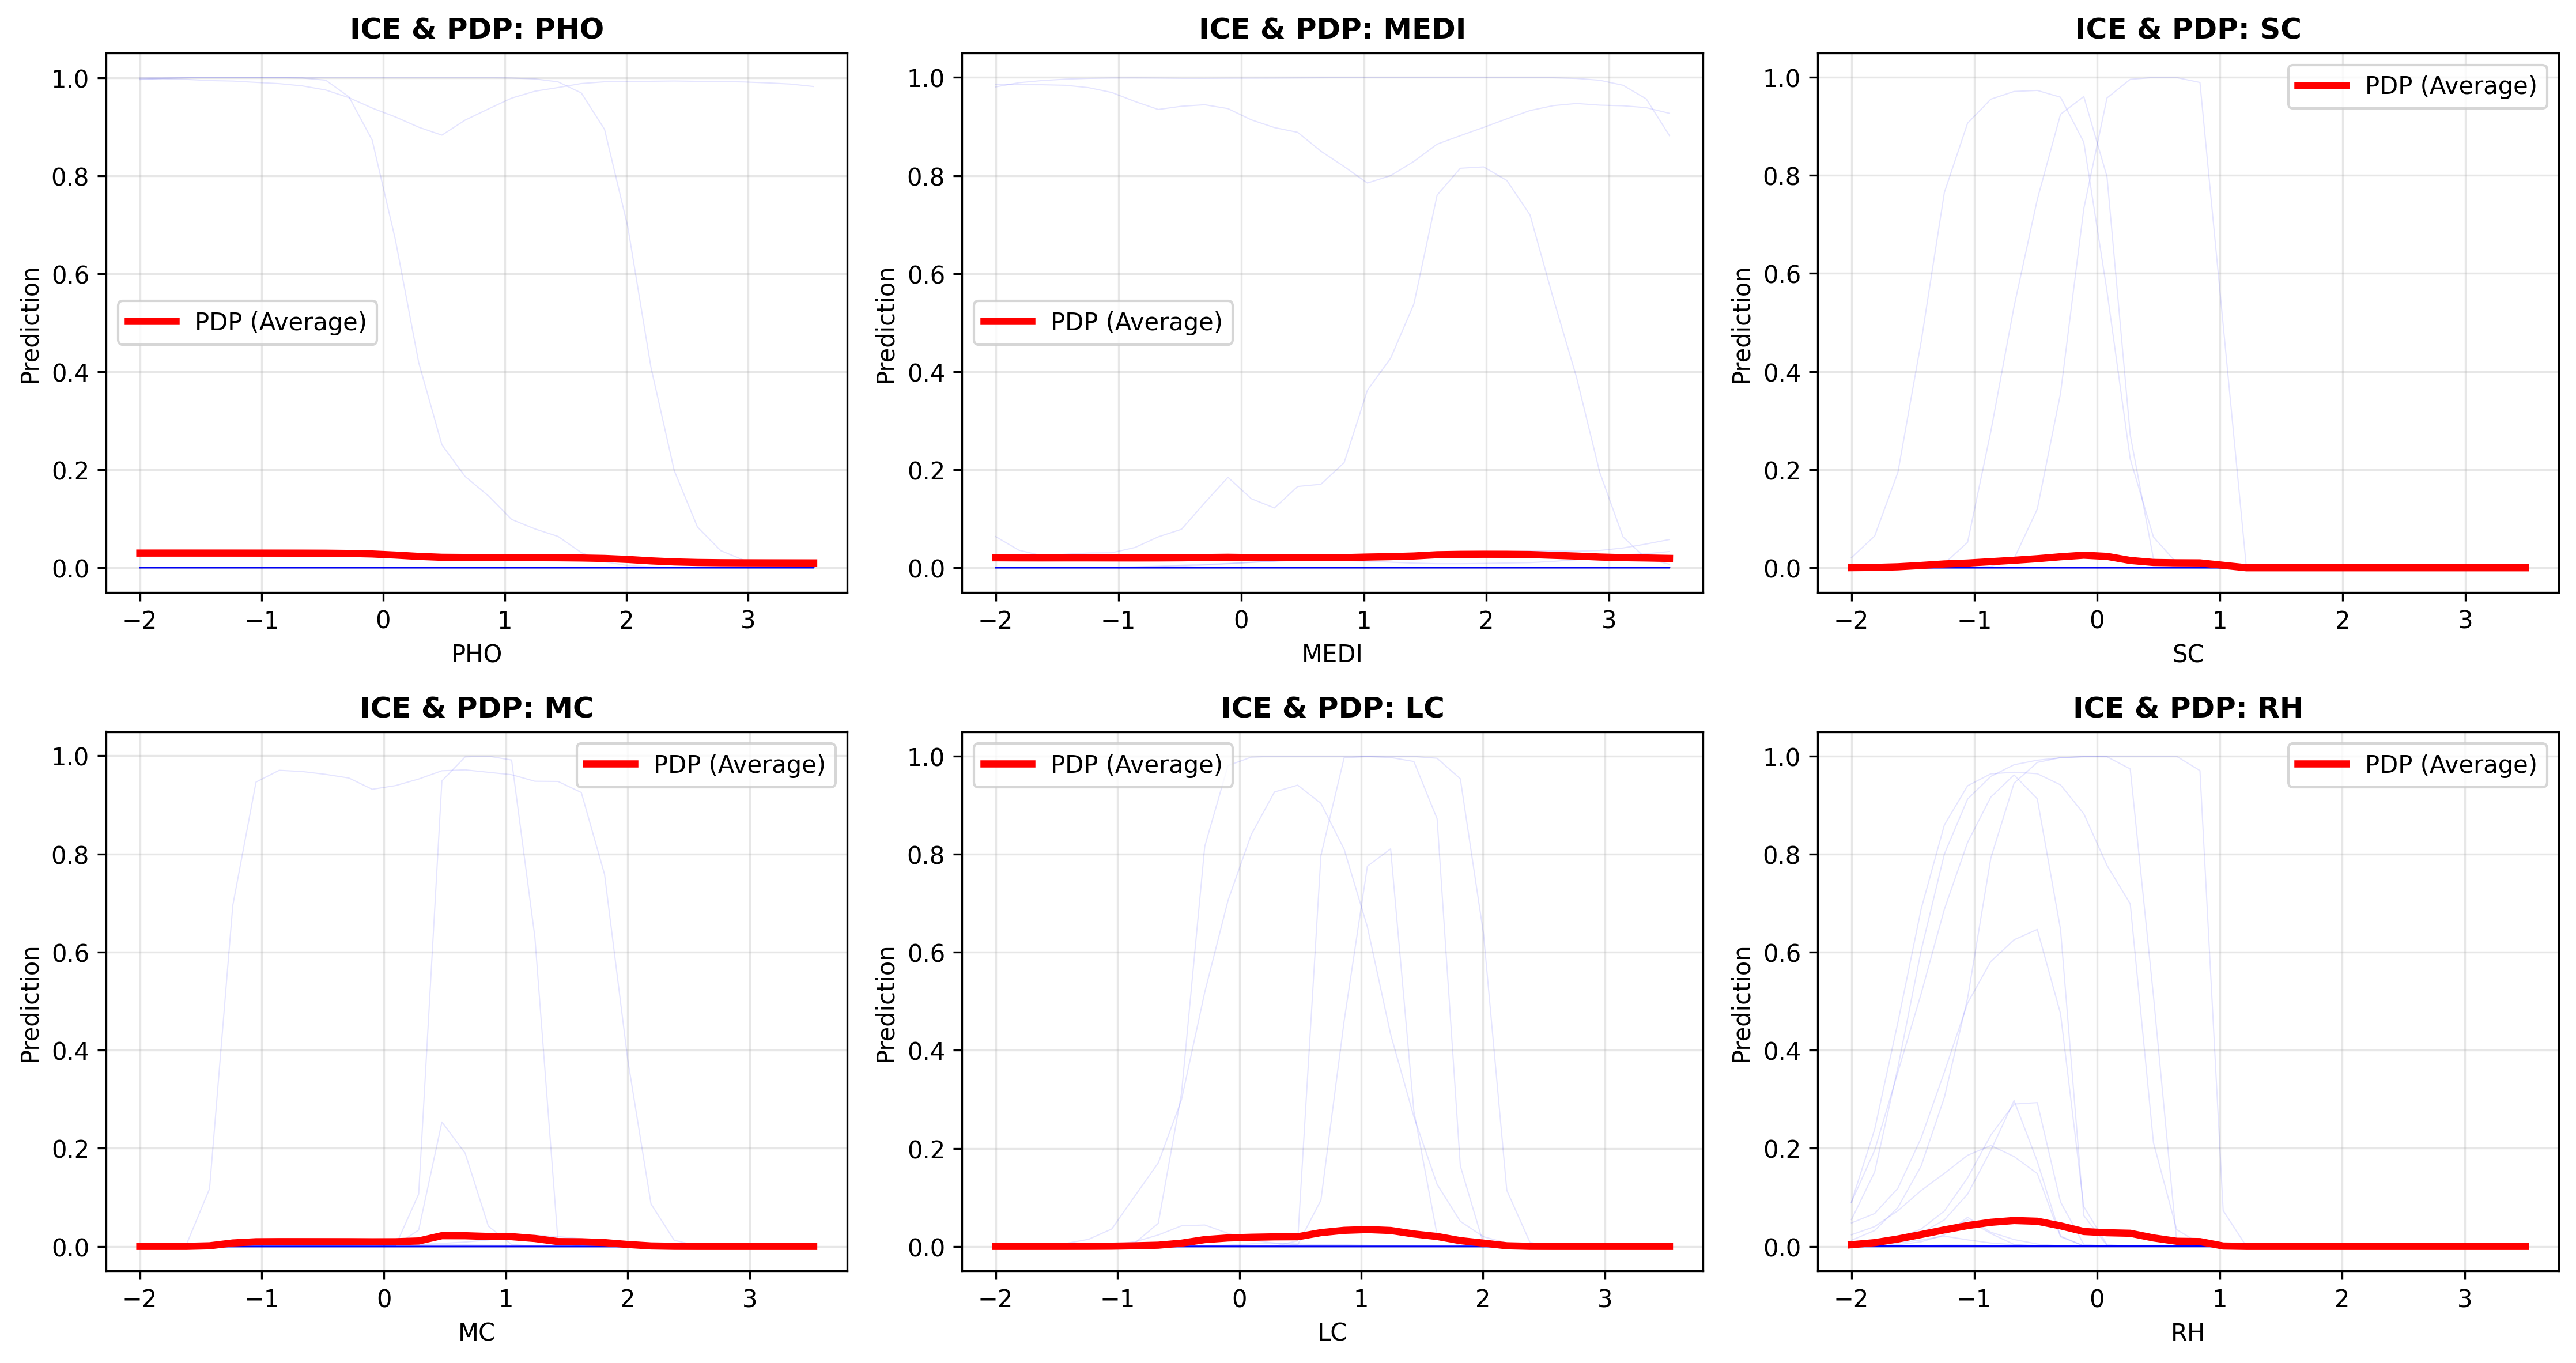 ICE & PDP: PHO
1.0
0.8
0.6
0.4
0.2
0.0
Prediction
PDP (Average)
−2 −1 0 1 2 3
PHO
ICE & PDP: MEDI
1.0
0.8
0.6
0.4
0.2
0.0
Prediction
PDP (Average)
−2 −1 0 1 2 3
MEDI
ICE & PDP: SC
1.0
0.8
0.6
0.4
0.2
0.0
Prediction
PDP (Average)
−2 −1 0 1 2 3
SC
ICE & PDP: MC
1.0
0.8
0.6
0.4
0.2
0.0
Prediction
PDP (Average)
−2 −1 0 1 2 3
MC
ICE & PDP: LC
1.0
0.8
0.6
0.4
0.2
0.0
Prediction
PDP (Average)
−2 −1 0 1 2 3
LC
ICE & PDP: RH
1.0
0.8
0.6
0.4
0.2
0.0
Prediction
PDP (Average)
−2 −1 0 1 2 3
RH